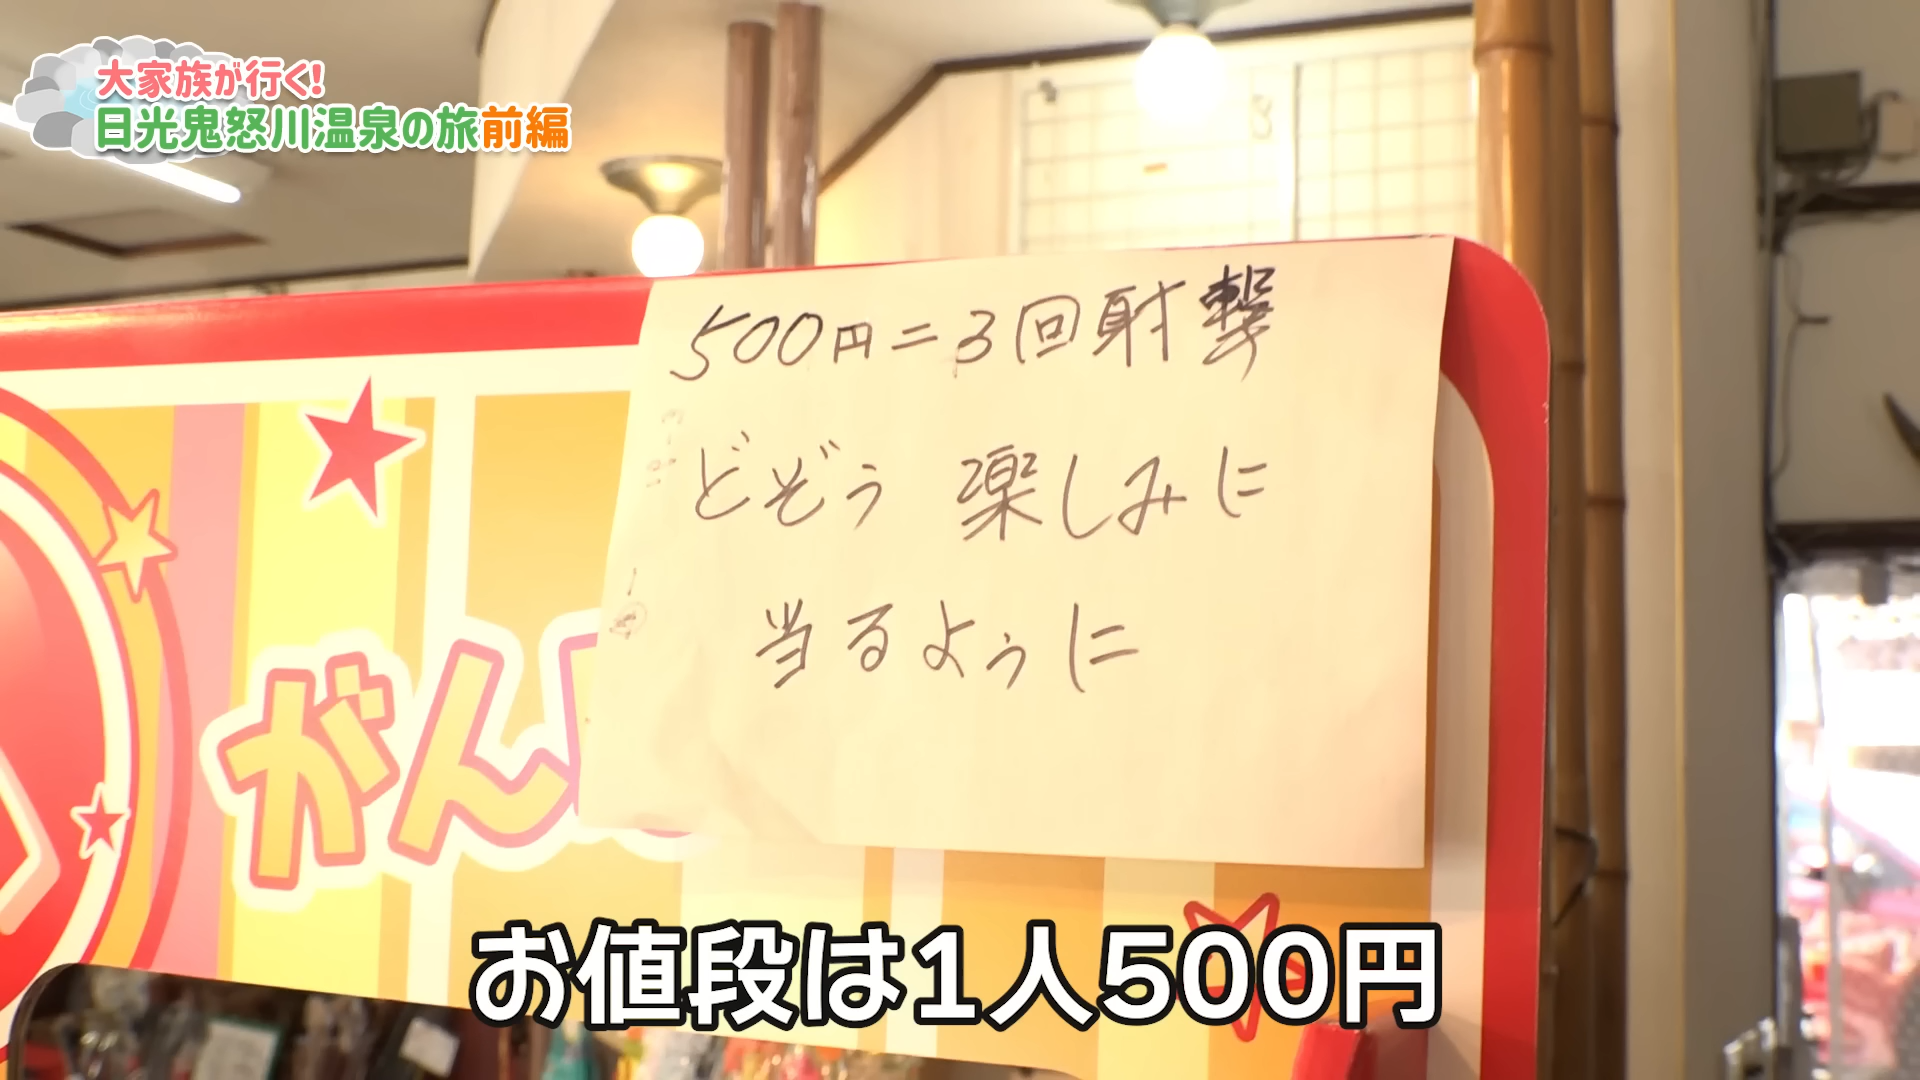 大家族が行く!
日光鬼怒川温泉の旅前編
500円=3回射撃
どぞう 楽しみに
当るように
がん
お値段は1人500円